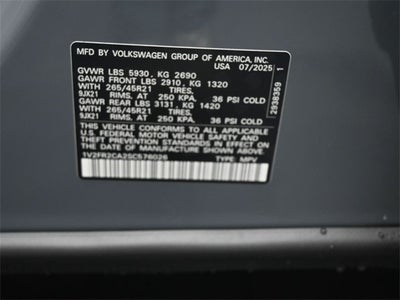 MFD. BY VOLKSWAGEN GROUP OF AMERICA, INC.
USA 07/2025
GVWR LBS 5930, KG 2690
GAWR FRONT LBS 2910, KG 1320
WITH 265/45R21 TIRES,
9JX21 RIMS, AT 250 KPA, 36 PSI COLD
GAWR REAR LBS 3131, KG 1420
WITH 265/45R21 TIRES,
9JX21 RIMS, AT 250 KPA, 36 PSI COLD
THIS VEHICLE CONFORMS TO ALL APPLICABLE
FEDERAL MOTOR VEHICLE SAFETY, BUMPER AND
THEFT PREVENTION STANDARDS IN EFFECT ON
THE DATE OF MANUFACTURE SHOWN ABOVE.
1V2FR2CA2SC576026 TYPE: MPV
2938359 1